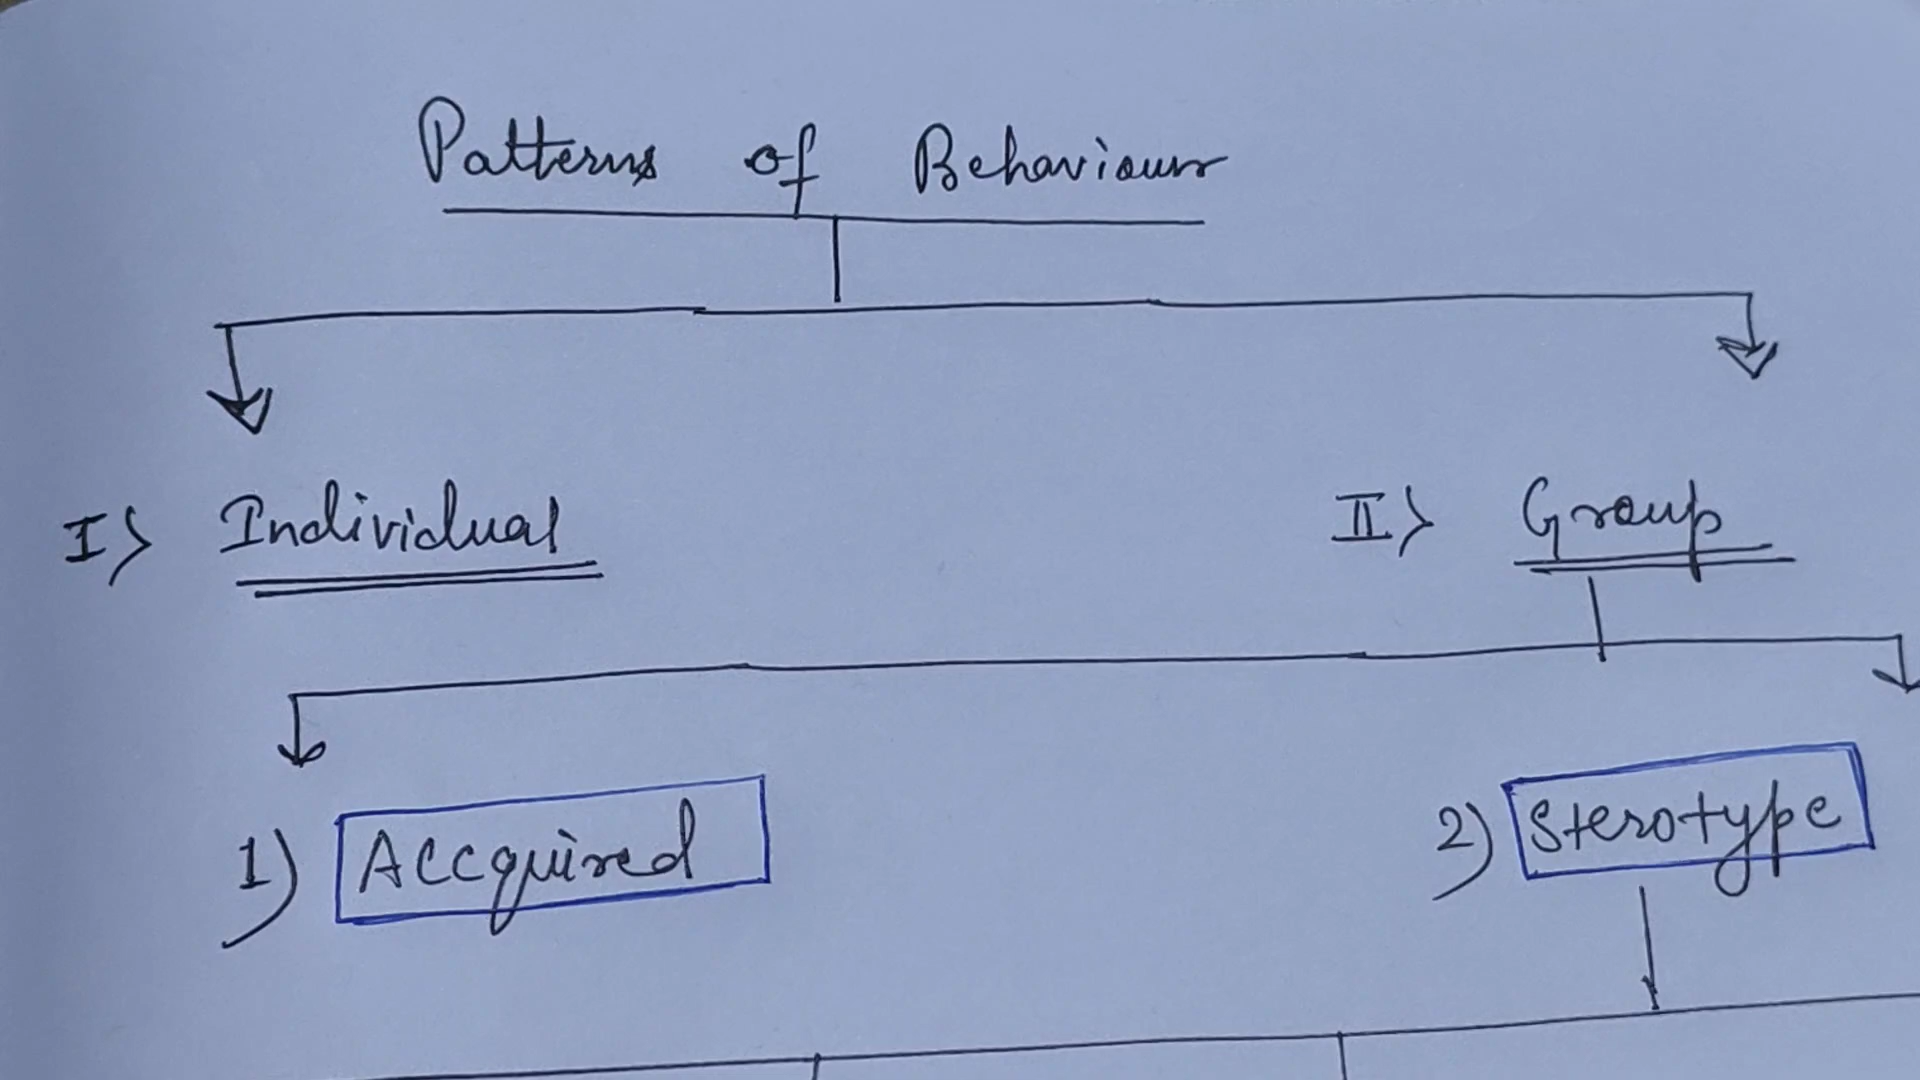 Patterns of Behaviour
I> Individual
II> Group
1) Accquired
2) Sterotype